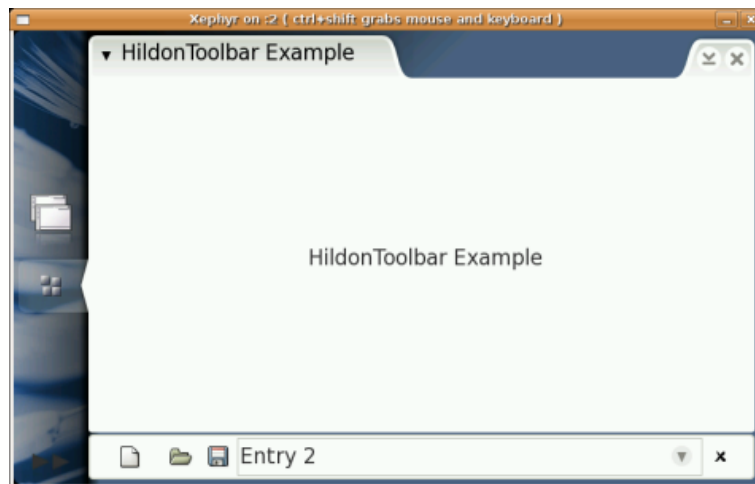 Xephyr on :2 ( ctrl+shift grabs mouse and keyboard )
HildonToolbar Example
HildonToolbar Example
Entry 2